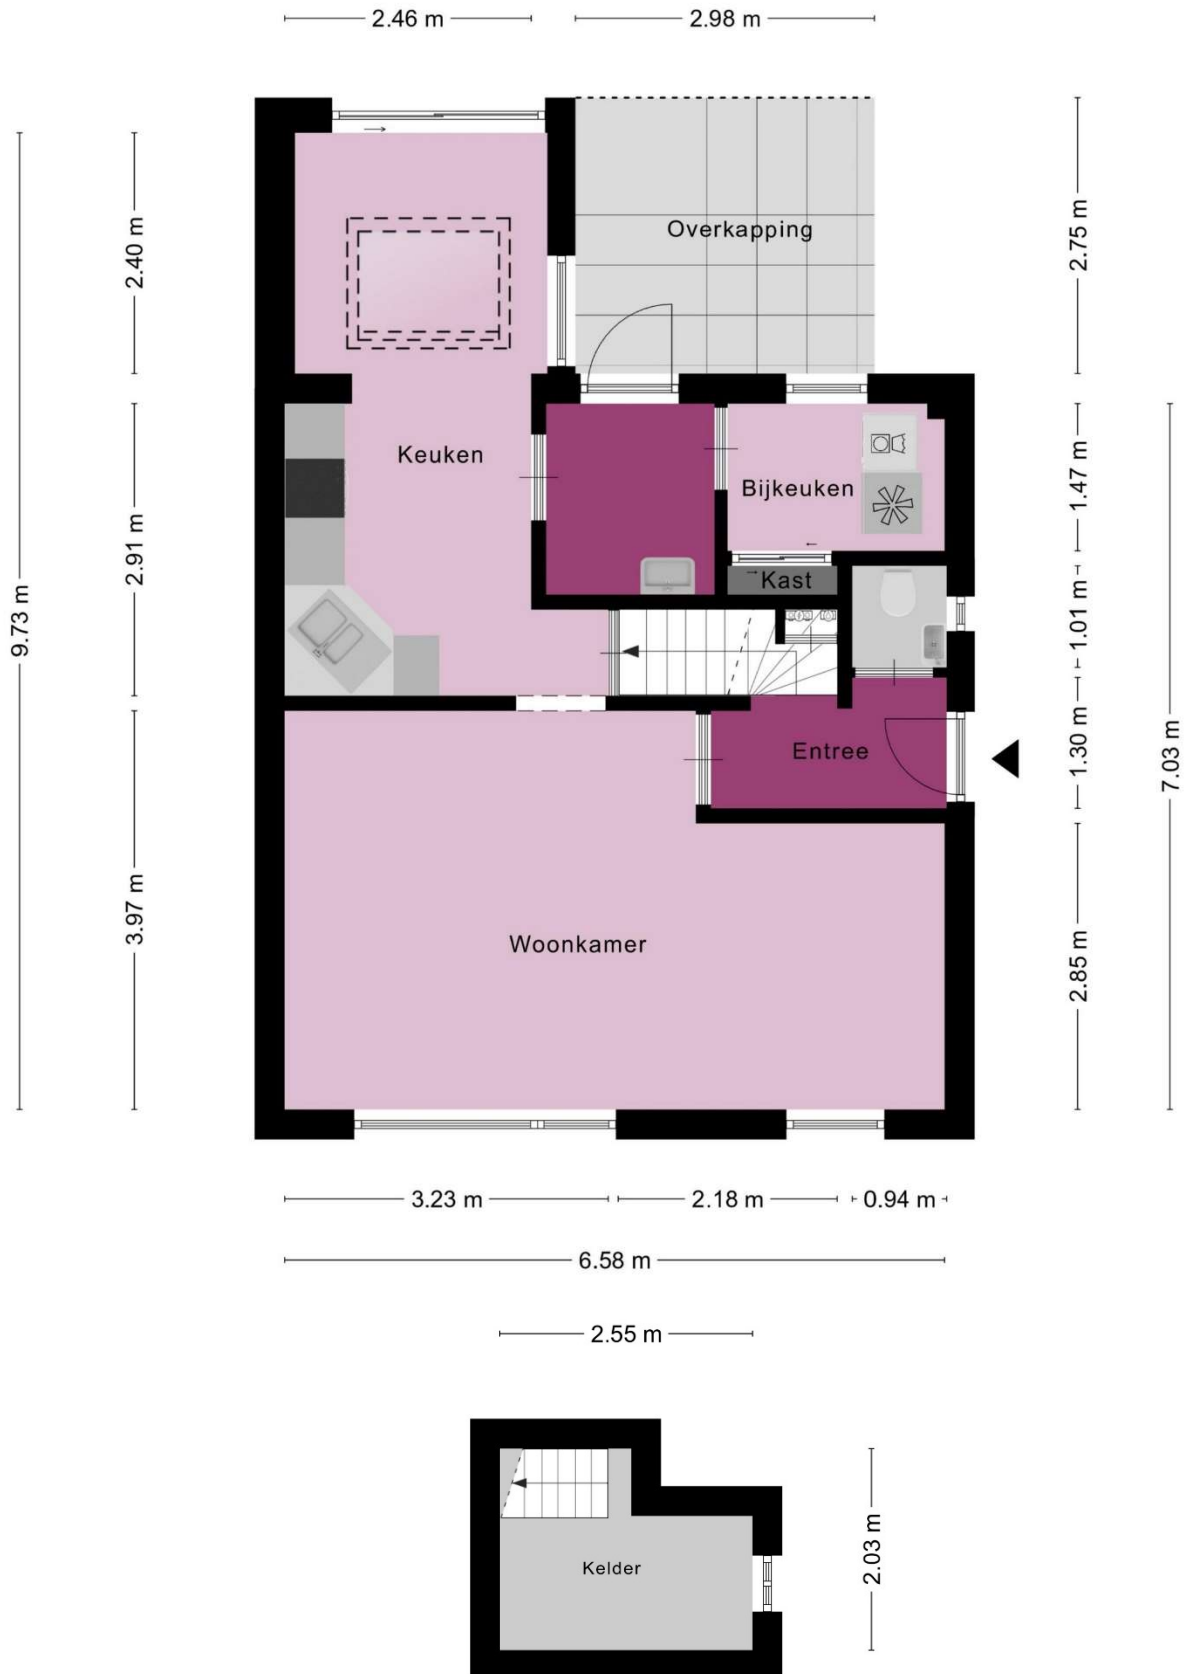 2.46 m
2.98 m
2.40 m
Overkapping
2.75 m
Keuken
Bijkeuken
1.47 m
2.91 m
Kast
1.01 m
9.73 m
Entree
1.30 m
7.03 m
3.97 m
Woonkamer
2.85 m
3.23 m
2.18 m
0.94 m
6.58 m
2.55 m
Kelder
2.03 m